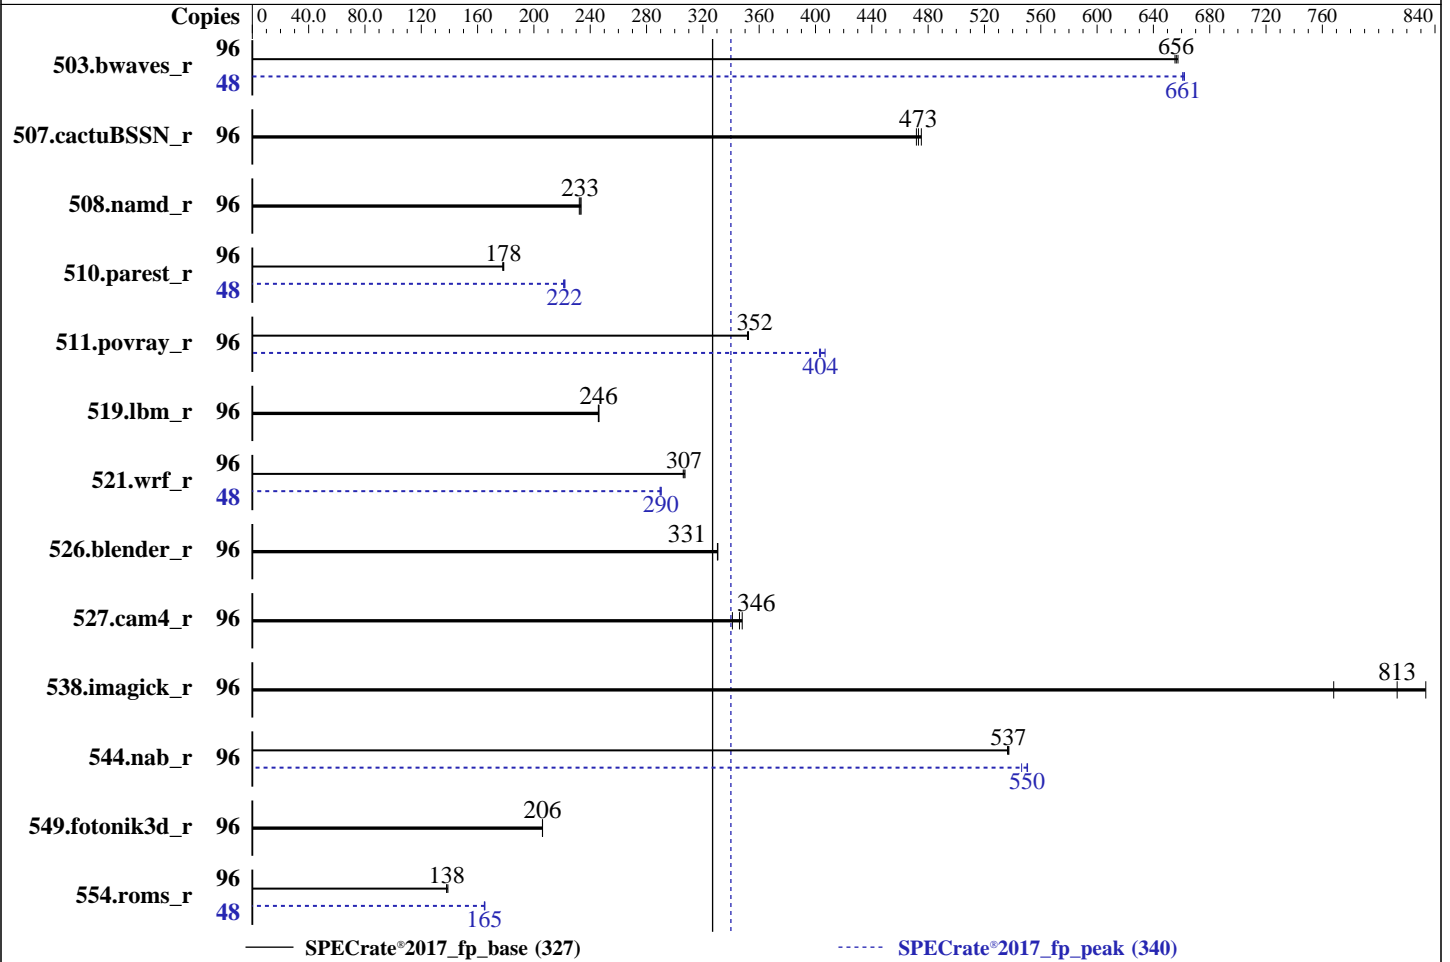 Copies 0 40.0 80.0 120 160 200 240 280 320 360 400 440 480 520 560 600 640 680 720 760 840
503.bwaves_r 96 656
48 661
507.cactuBSSN_r 96 473
508.namd_r 96 233
510.parest_r 96 178
48 222
511.povray_r 96 352
404
519.lbm_r 96 246
521.wrf_r 96 307
48 290
526.blender_r 96 331
527.cam4_r 96 346
538.imagick_r 96 813
544.nab_r 96 537
550
549.fotonik3d_r 96 206
554.roms_r 96 138
48 165
SPECrate®2017_fp_base (327) SPECrate®2017_fp_peak (340)